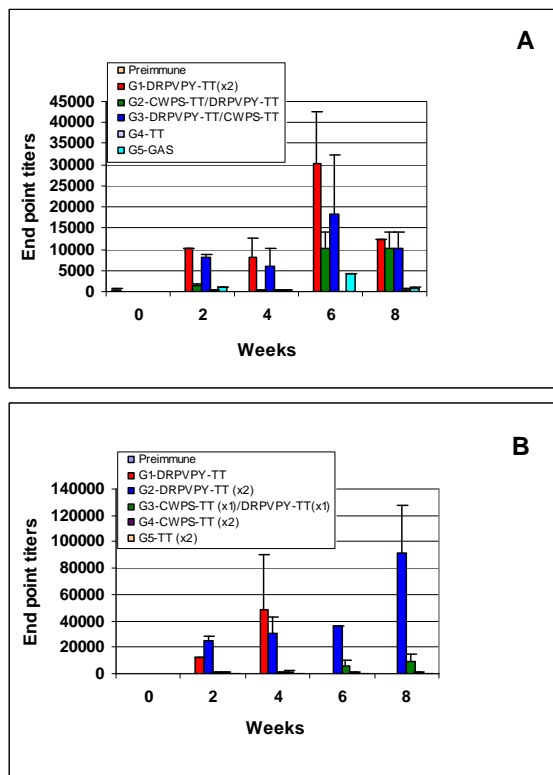 A
Preimmune
G1-DRPVPY-TT(x2)
G2-CWPS-TT/DRPVPY-TT
G3-DRPVPY-TT/CWPS-TT
G4-TT
G5-GAS
End point titers
45000
40000
35000
30000
25000
20000
15000
10000
5000
0
0 2 4 6 8
Weeks
B
Preimmune
G1-DRPVPY-TT
G2-DRPVPY-TT (x2)
G3-CWPS-TT (x1)/DRPVPY-TT(x1)
G4-CWPS-TT (x2)
G5-TT (x2)
End point titers
140000
120000
100000
80000
60000
40000
20000
0
0 2 4 6 8
Weeks